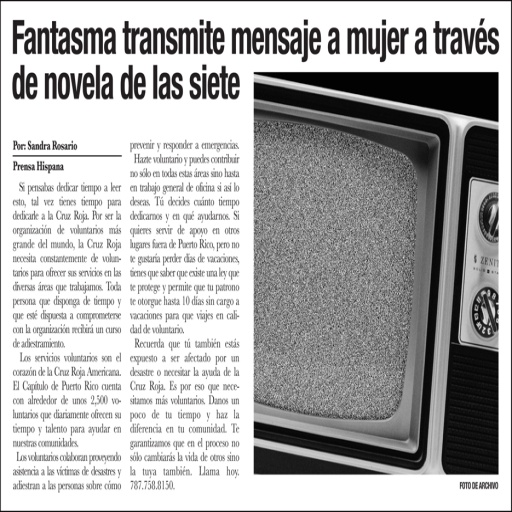 Fantasma transmite mensaje a mujer a través
de novela de las siete
Por: Sandra Rosario
Prensa Hispana
Si pensabas dedicar tiempo a leer
esto, tal vez tienes tiempo para
dedicarle a la Cruz Roja. Por ser la
organización de voluntarios más
grande del mundo, la Cruz Roja
necesita constantemente de volun-
tarios para ofrecer sus servicios en las
diversas áreas que trabajamos. Toda
persona que disponga de tiempo y
que esté dispuesta a comprometerse
con la organización recibirá un curso
de adiestramiento.
Los servicios voluntarios son el
corazón de la Cruz Roja Americana.
El Capítulo de Puerto Rico cuenta
con alrededor de unos 2,500 vo-
luntarios que diariamente ofrecen su
tiempo y talento para ayudar en
nuestras comunidades.
Los voluntarios colaboran proveyendo
asistencia a las víctimas de desastres y
adiestran a las personas sobre cómo
prevenir y responder a emergencias.
Hazte voluntario y puedes contribuir
no sólo en todas estas áreas sino hasta
en trabajo general de oficina si así lo
deseas. Tú decides cuánto tiempo
dedicarnos y en qué ayudarnos. Si
quieres servir de apoyo en otros
lugares fuera de Puerto Rico, pero no
te gustaría perder días de vacaciones,
tienes que saber que existe una ley que
te protege y permite que tu patrono
te otorgue hasta 10 días sin cargo a
vacaciones para que viajes en cali-
dad de voluntario.
Recuerda que tú también estás
expuesto a ser afectado por un
desastre o necesitar la ayuda de la
Cruz Roja. Es por eso que nece-
sitamos más voluntarios. Danos un
poco de tu tiempo y haz la
diferencia en tu comunidad. Te
garantizamos que en el proceso no
sólo cambiarás la vida de otros sino
la tuya también. Llama hoy.
787.758.8150.
ZENIT
FOTO DE ARCHIVO